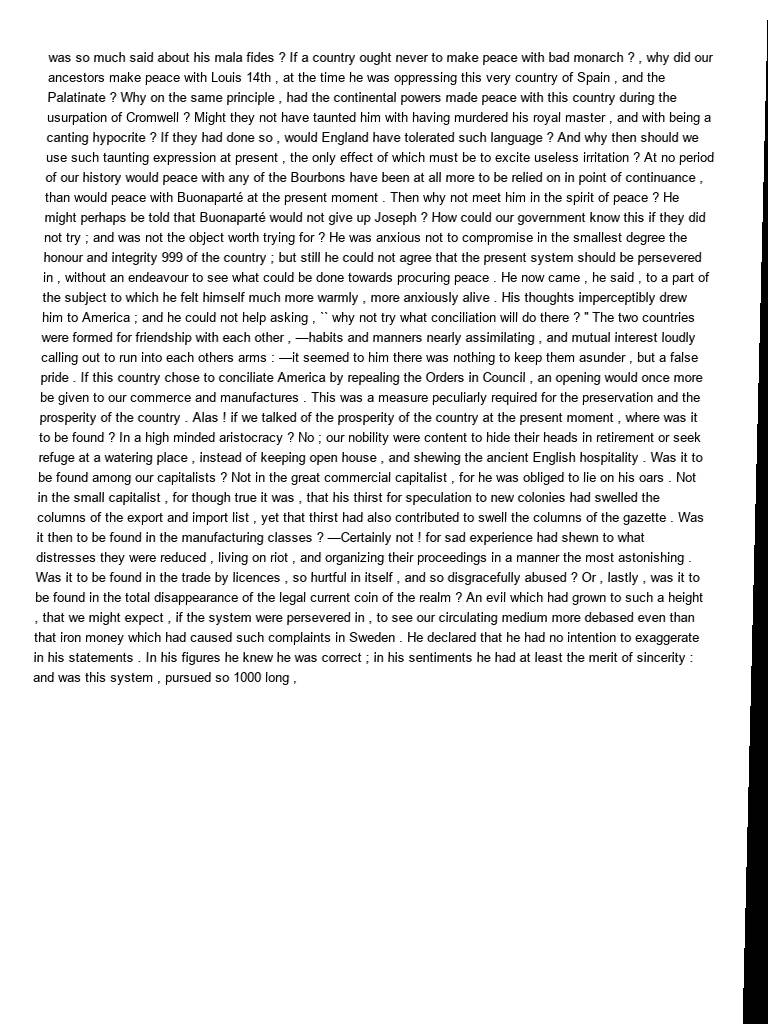 was so much said about his mala fides ? If a country ought never to make peace with bad monarch ? , why did our
ancestors make peace with Louis 14th , at the time he was oppressing this very country of Spain , and the
Palatinate ? Why on the same principle , had the continental powers made peace with this country during the
usurpation of Cromwell ? Might they not have taunted him with having murdered his royal master , and with being a
canting hypocrite ? If they had done so , would England have tolerated such language ? And why then should we
use such taunting expression at present , the only effect of which must be to excite useless irritation ? At no period
of our history would peace with any of the Bourbons have been at all more to be relied on in point of continuance ,
than would peace with Buonaparté at the present moment . Then why not meet him in the spirit of peace ? He
might perhaps be told that Buonaparté would not give up Joseph ? How could our government know this if they did
not try ; and was not the object worth trying for ? He was anxious not to compromise in the smallest degree the
honour and integrity 999 of the country ; but still he could not agree that the present system should be persevered
in , without an endeavour to see what could be done towards procuring peace . He now came , he said , to a part of
the subject to which he felt himself much more warmly , more anxiously alive . His thoughts imperceptibly drew
him to America ; and he could not help asking , `` why not try what conciliation will do there ? " The two countries
were formed for friendship with each other , —habits and manners nearly assimilating , and mutual interest loudly
calling out to run into each others arms : —it seemed to him there was nothing to keep them asunder , but a false
pride . If this country chose to conciliate America by repealing the Orders in Council , an opening would once more
be given to our commerce and manufactures . This was a measure peculiarly required for the preservation and the
prosperity of the country . Alas ! if we talked of the prosperity of the country at the present moment , where was it
to be found ? In a high minded aristocracy ? No ; our nobility were content to hide their heads in retirement or seek
refuge at a watering place , instead of keeping open house , and shewing the ancient English hospitality . Was it to
be found among our capitalists ? Not in the great commercial capitalist , for he was obliged to lie on his oars . Not
in the small capitalist , for though true it was , that his thirst for speculation to new colonies had swelled the
columns of the export and import list , yet that thirst had also contributed to swell the columns of the gazette . Was
it then to be found in the manufacturing classes ? —Certainly not ! for sad experience had shewn to what
distresses they were reduced , living on riot , and organizing their proceedings in a manner the most astonishing .
Was it to be found in the trade by licences , so hurtful in itself , and so disgracefully abused ? Or , lastly , was it to
be found in the total disappearance of the legal current coin of the realm ? An evil which had grown to such a height
, that we might expect , if the system were persevered in , to see our circulating medium more debased even than
that iron money which had caused such complaints in Sweden . He declared that he had no intention to exaggerate
in his statements . In his figures he knew he was correct ; in his sentiments he had at least the merit of sincerity :
and was this system , pursued so 1000 long ,